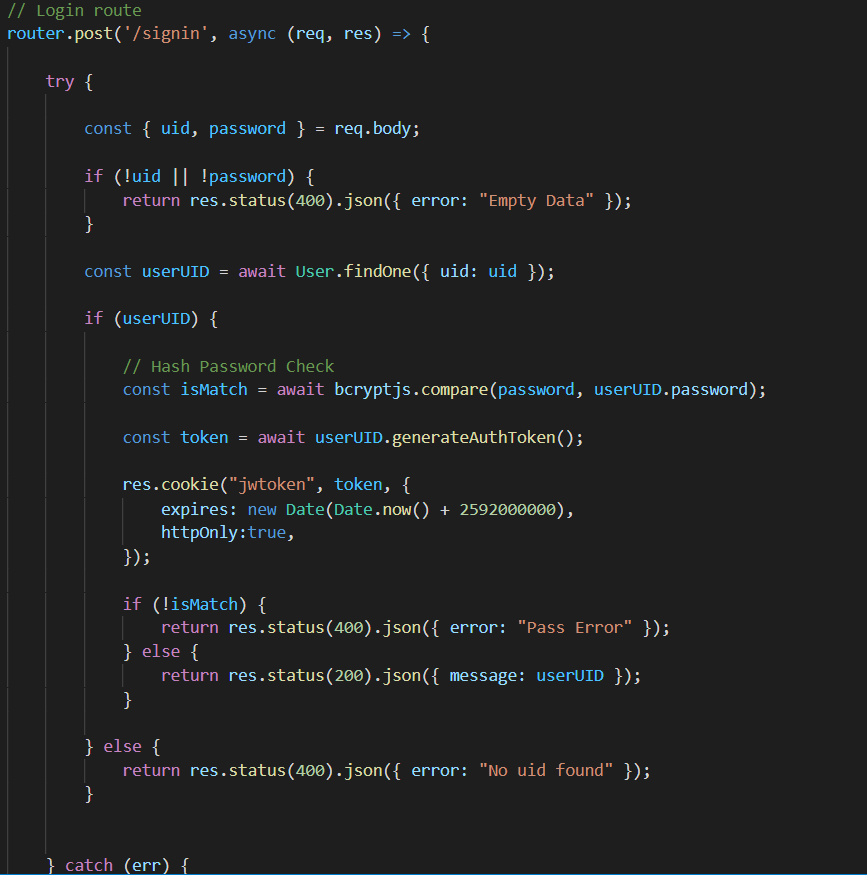 // Login route
router.post('/signin', async (req, res) => {
try {
const { uid, password } = req.body;
if (!uid || !password) {
return res.status(400).json({ error: "Empty Data" });
}
const userUID = await User.findOne({ uid: uid });
if (userUID) {
// Hash Password Check
const isMatch = await bcryptjs.compare(password, userUID.password);
const token = await userUID.generateAuthToken();
res.cookie("jwtoken", token, {
expires: new Date(Date.now() + 2592000000),
httpOnly:true,
});
if (!isMatch) {
return res.status(400).json({ error: "Pass Error" });
} else {
return res.status(200).json({ message: userUID });
}
} else {
return res.status(400).json({ error: "No uid found" });
}
} catch (err) {